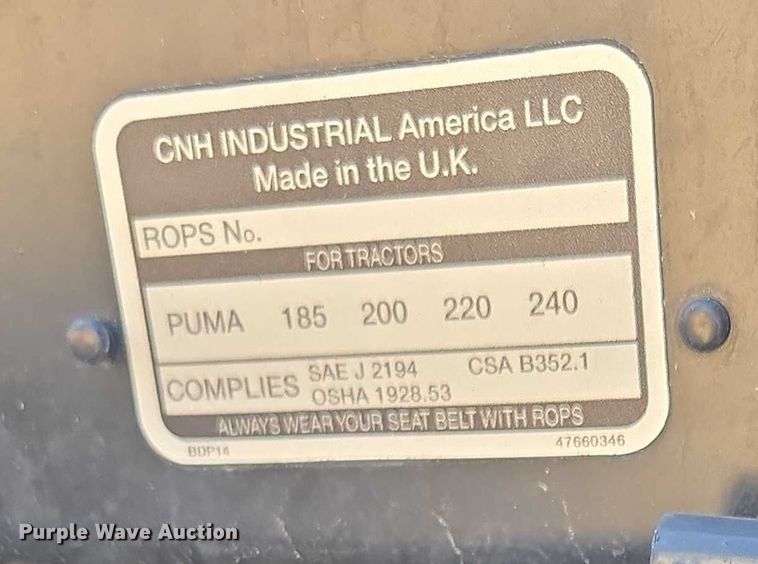 CNH INDUSTRIAL America LLC
Made in the U.K.
ROPS No.
FOR TRACTORS
PUMA 185 200 220 240
COMPLIES SAE J 2194 CSA B352.1
OSHA 1928.53
ALWAYS WEAR YOUR SEAT BELT WITH ROPS
BDP14 47660346
Purple Wave Auction